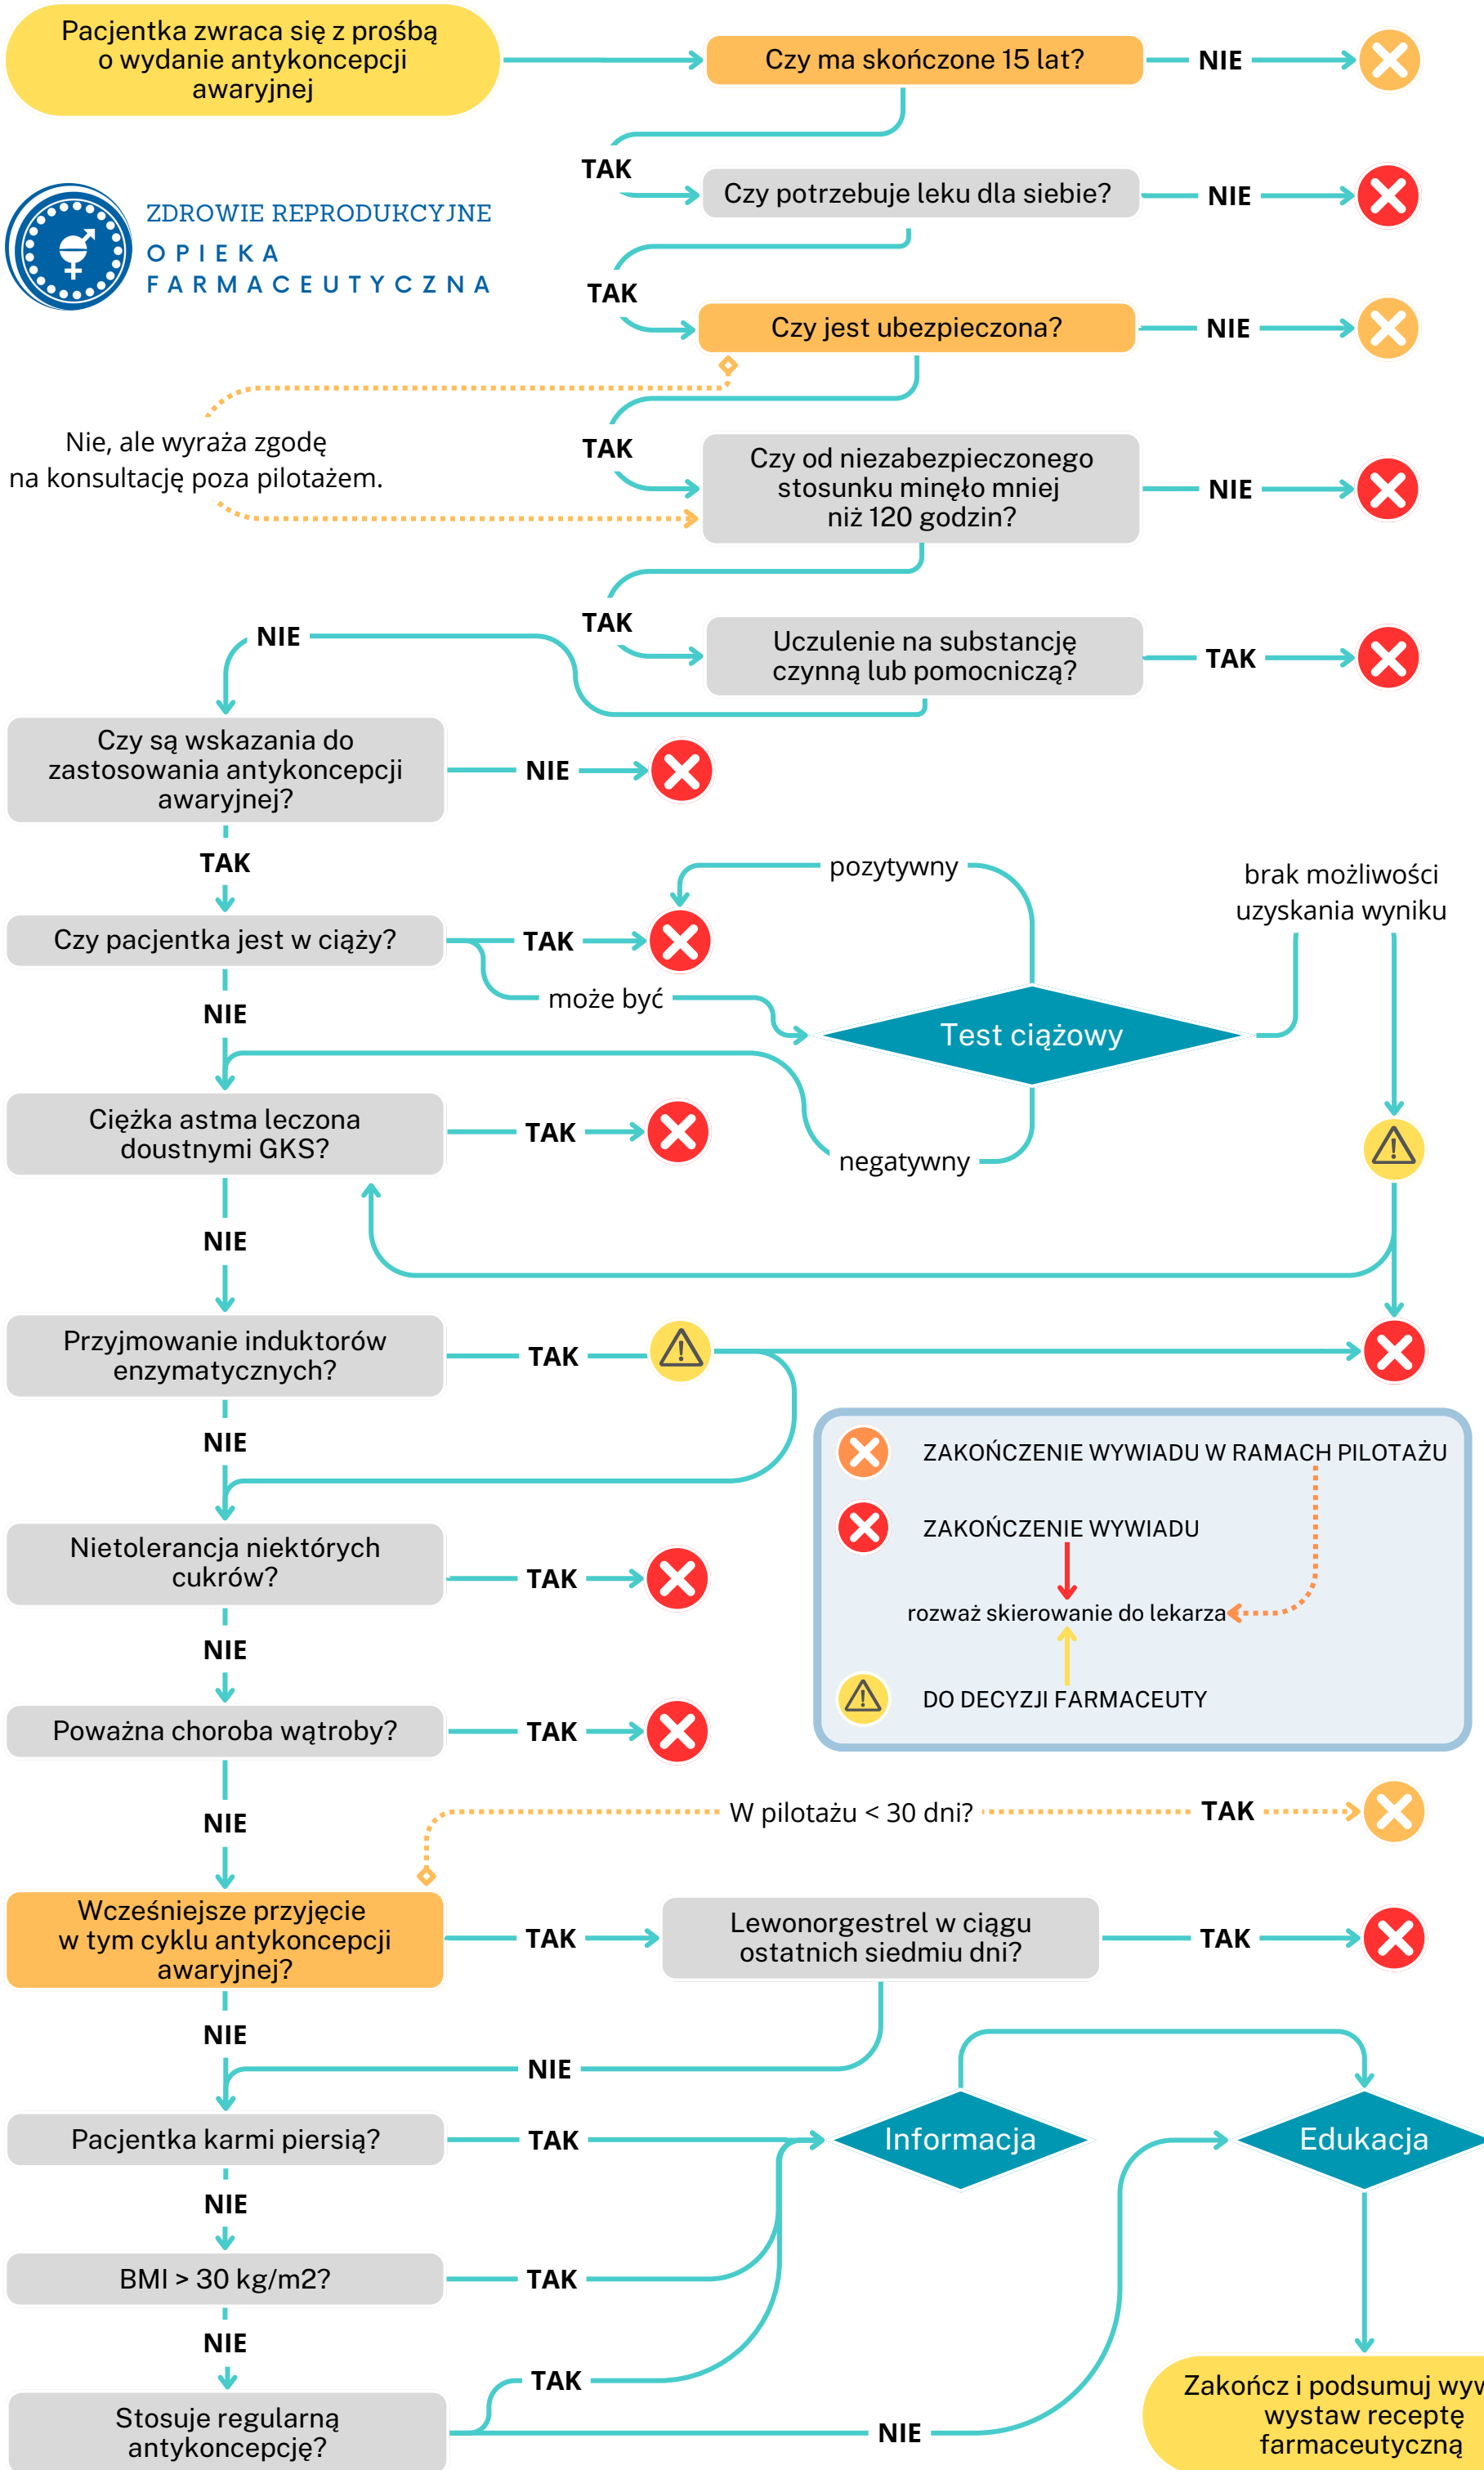 Pacjentka zwraca się z prośbą
o wydanie antykoncepcji
awaryjnej
Czy ma skończone 15 lat?
NIE
TAK
ZDROWIE REPRODUKCYJNE
OPIEKA
FARMACEUTYCZNA
Czy potrzebuje leku dla siebie?
NIE
TAK
Czy jest ubezpieczona?
NIE
Nie, ale wyraża zgodę
na konsultację poza pilotażem.
TAK
Czy od niezabezpieczonego
stosunku minęło mniej
niż 120 godzin?
NIE
TAK
Uczulenie na substancję
czynną lub pomocniczą?
TAK
NIE
Czy są wskazania do
zastosowania antykoncepcji
awaryjnej?
NIE
TAK
Czy pacjentka jest w ciąży?
TAK
może być
pozytywny
Test ciążowy
negatywny
brak możliwości
uzyskania wyniku
NIE
Ciężka astma leczona
doustnymi GKS?
TAK
NIE
Przyjmowanie induktorów
enzymatycznych?
TAK
NIE
ZAKOŃCZENIE WYWIADU W RAMACH PILOTAŻU
ZAKOŃCZENIE WYWIADU
rozważ skierowanie do lekarza
DO DECYZJI FARMACEUTY
Nietolerancja niektórych
cukrów?
TAK
NIE
Poważna choroba wątroby?
TAK
NIE
W pilotażu < 30 dni?
TAK
Wcześniejsze przyjęcie
w tym cyklu antykoncepcji
awaryjnej?
TAK
Lewonorgestrel w ciągu
ostatnich siedmiu dni?
TAK
NIE
NIE
Pacjentka karmi piersią?
TAK
Informacja
Edukacja
NIE
BMI > 30 kg/m2?
TAK
NIE
Stosuje regularną
antykoncepcję?
TAK
NIE
Zakończ i podsumuj
wystaw receptę
farmaceutyczną